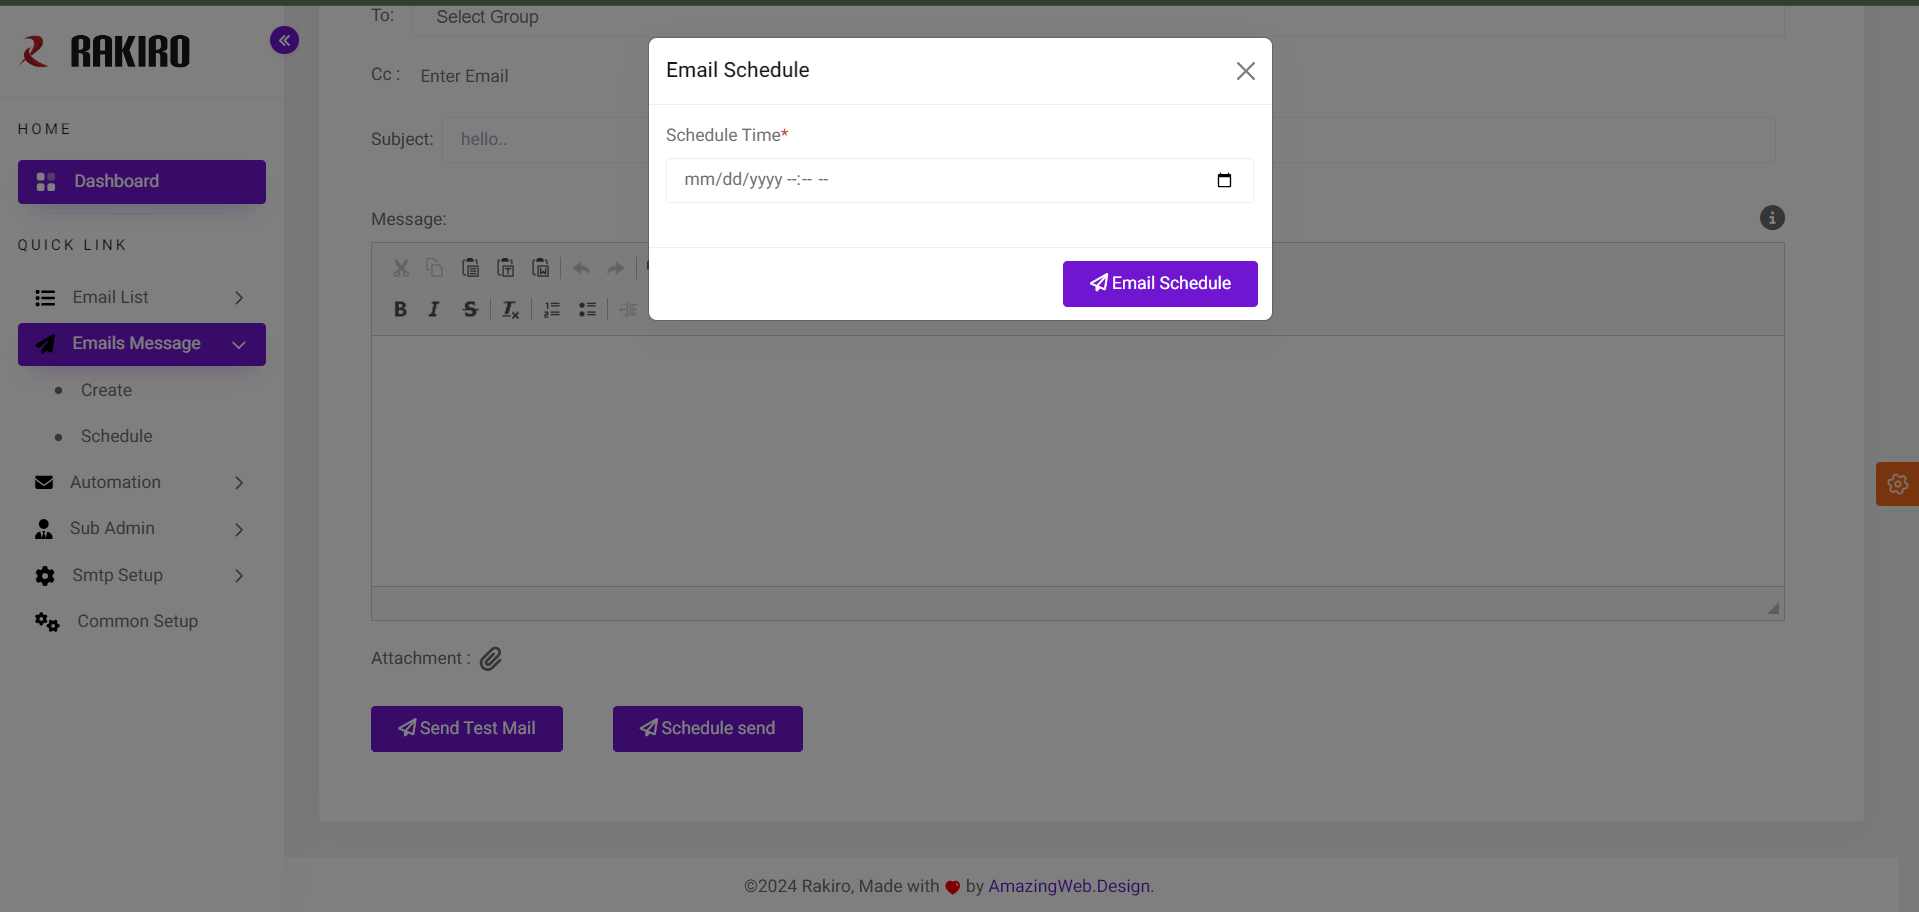 RAKIRO
HOME
Dashboard
QUICK LINK
Email List
Emails Message
Create
Schedule
Automation
Sub Admin
Smtp Setup
Common Setup
To:
Select Group
Cc :
Enter Email
Subject:
hello..
Message:
Email Schedule
Schedule Time*
mm/dd/yyyy --:-- --
Email Schedule
Attachment :
Send Test Mail
Schedule send
©2024 Rakiro, Made with ❤ by AmazingWeb.Design.